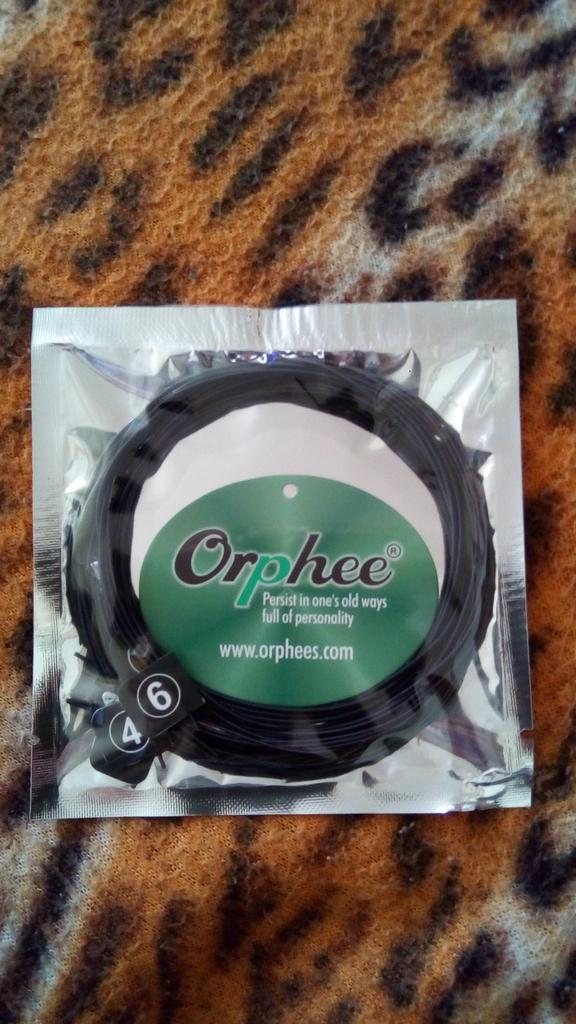 Orphee®
Persist in one's old ways
full of personality
www.orphees.com
6
4